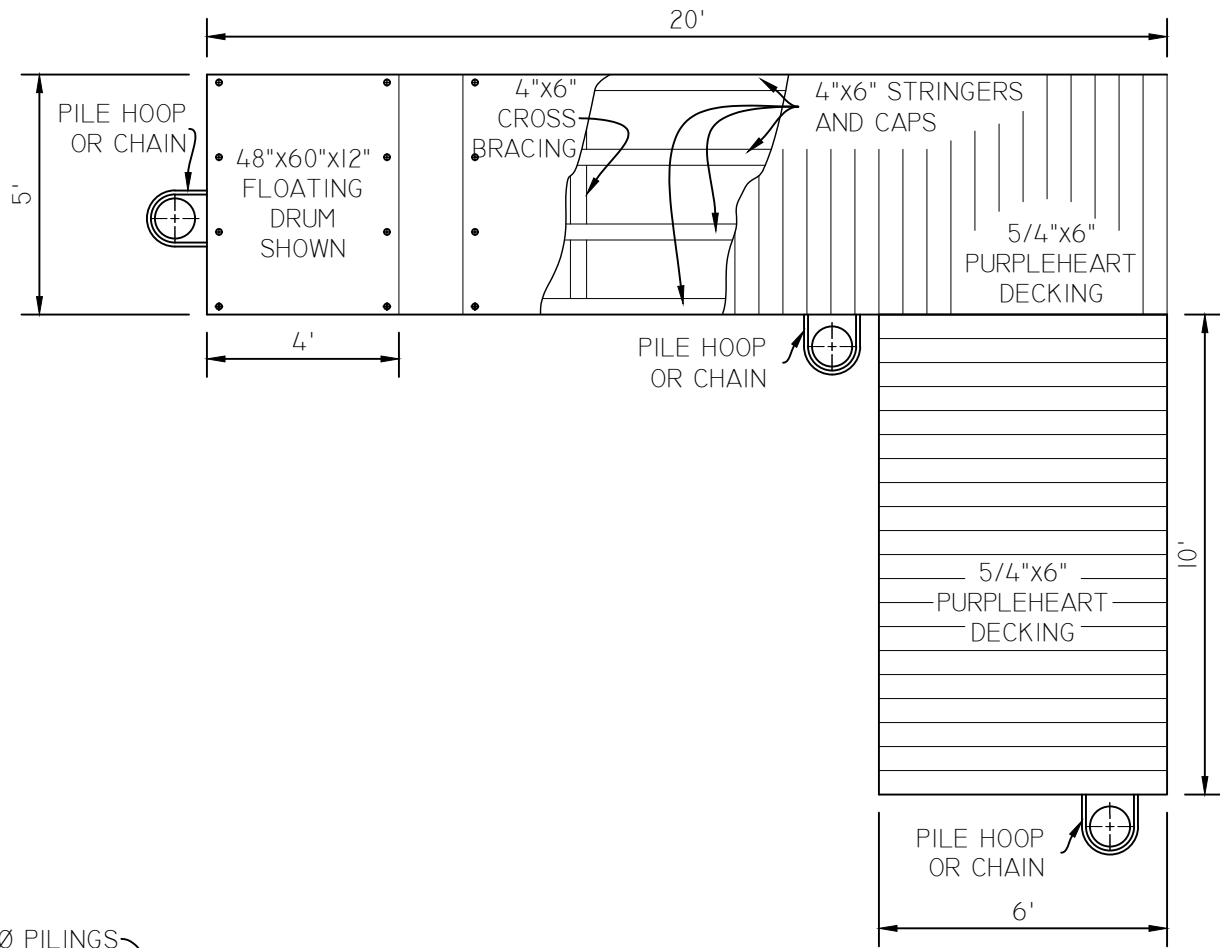 20'
PILE HOOP
OR CHAIN
5'
48"x60"x12"
FLOATING
DRUM
SHOWN
4"x6"
CROSS
BRACING
4"x6" STRINGERS
AND CAPS
5/4"x6"
PURPLEHEART
DECKING
4'
PILE HOOP
OR CHAIN
5/4"x6"
PURPLEHEART
DECKING
10'
PILE HOOP
OR CHAIN
6'
Ø PILINGS